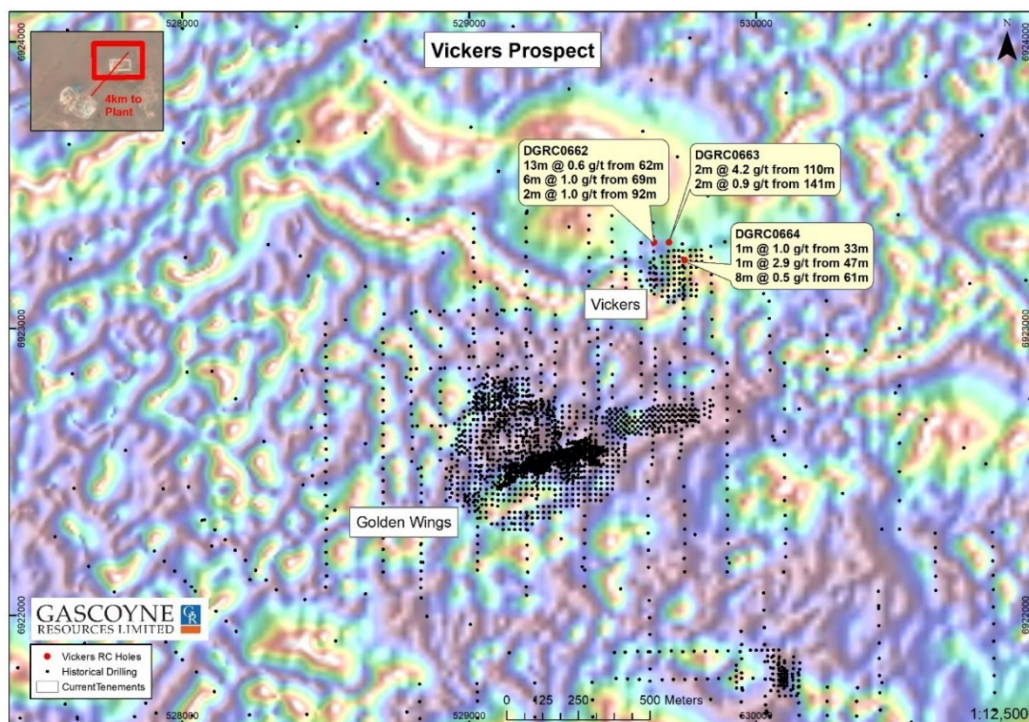 528000
529000
530000
6924000
6924000
N
Vickers Prospect
4km to
Plant
DGRC0662
13m @ 0.6 g/t from 62m
6m @ 1.0 g/t from 69m
2m @ 1.0 g/t from 92m
DGRC0663
2m @ 4.2 g/t from 110m
2m @ 0.9 g/t from 141m
DGRC0664
1m @ 1.0 g/t from 33m
1m @ 2.9 g/t from 47m
8m @ 0.5 g/t from 61m
Vickers
6923000
6923000
Golden Wings
6922000
6922000
GASCOYNE
RESOURCES LIMITED
GR
Vickers RC Holes
Historical Drilling
CurrentTenements
0 125 250 500 Meters
528000
529000
530000
1:12,500